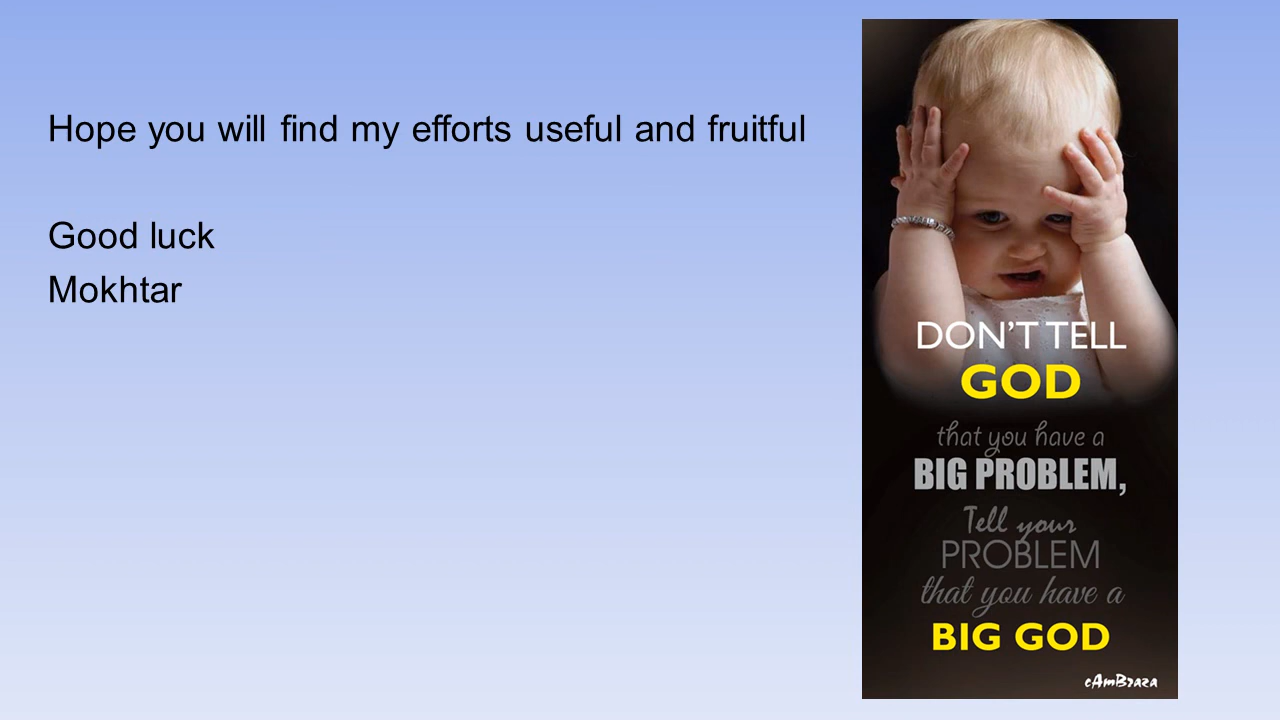 Hope you will find my efforts useful and fruitful
Good luck
Mokhtar
DON'T TELL
GOD
that you have a
BIG PROBLEM,
Tell your
PROBLEM
that you have a
BIG GOD
cAmBraza